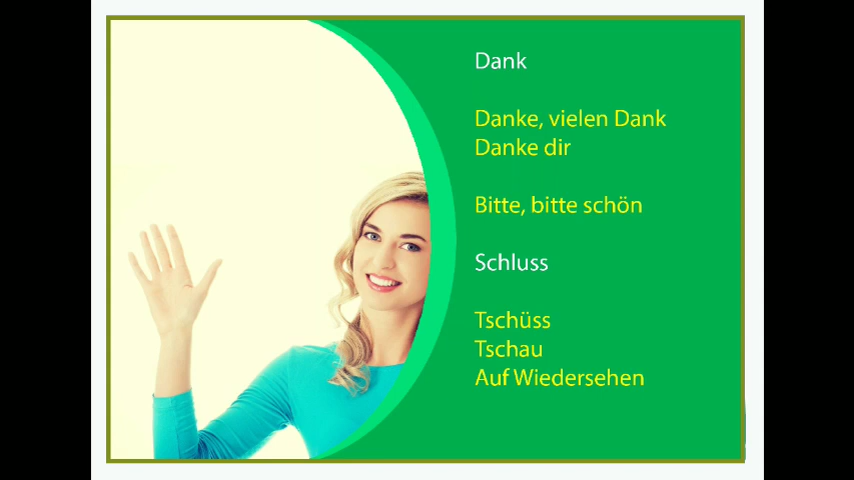 Dank
Danke, vielen Dank
Danke dir
Bitte, bitte schön
Schluss
Tschüss
Tschau
Auf Wiedersehen